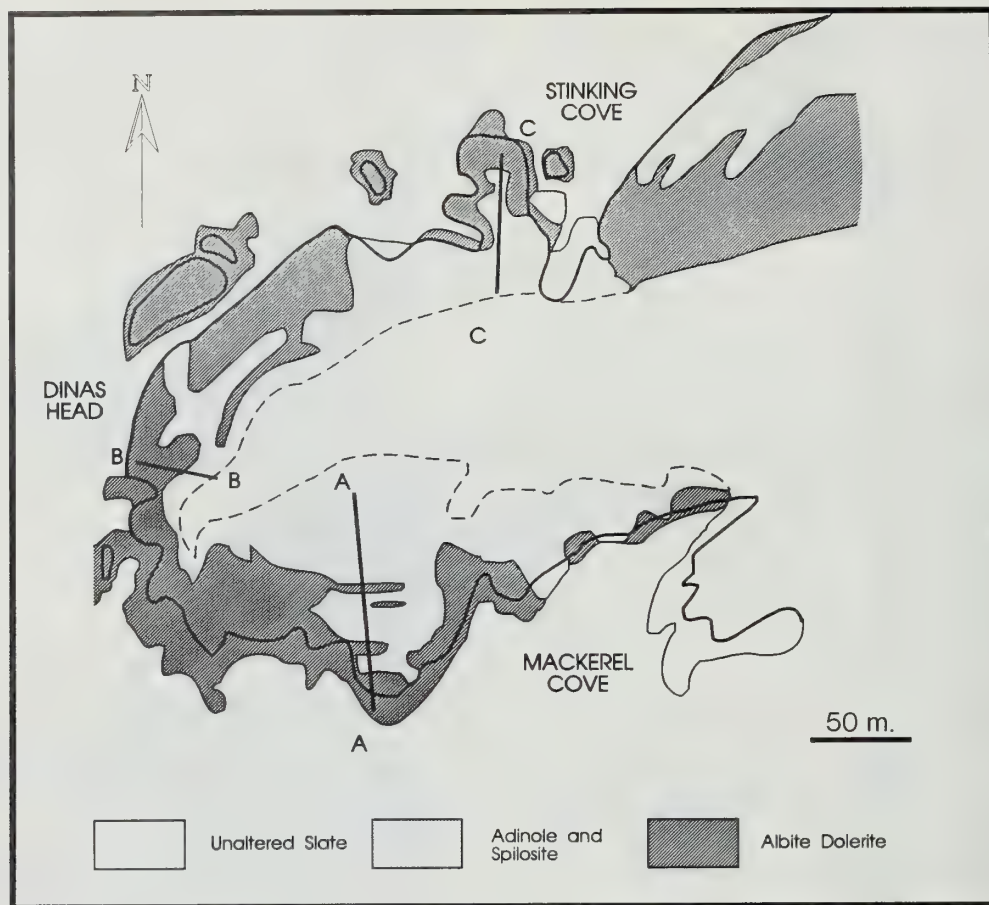 N
STINKING
COVE
C
C
DINAS
HEAD
B
B
A
A
MACKEREL
COVE
50 m.
Unaltered Slate
Adinole and
Spilosite
Albite Dolerite